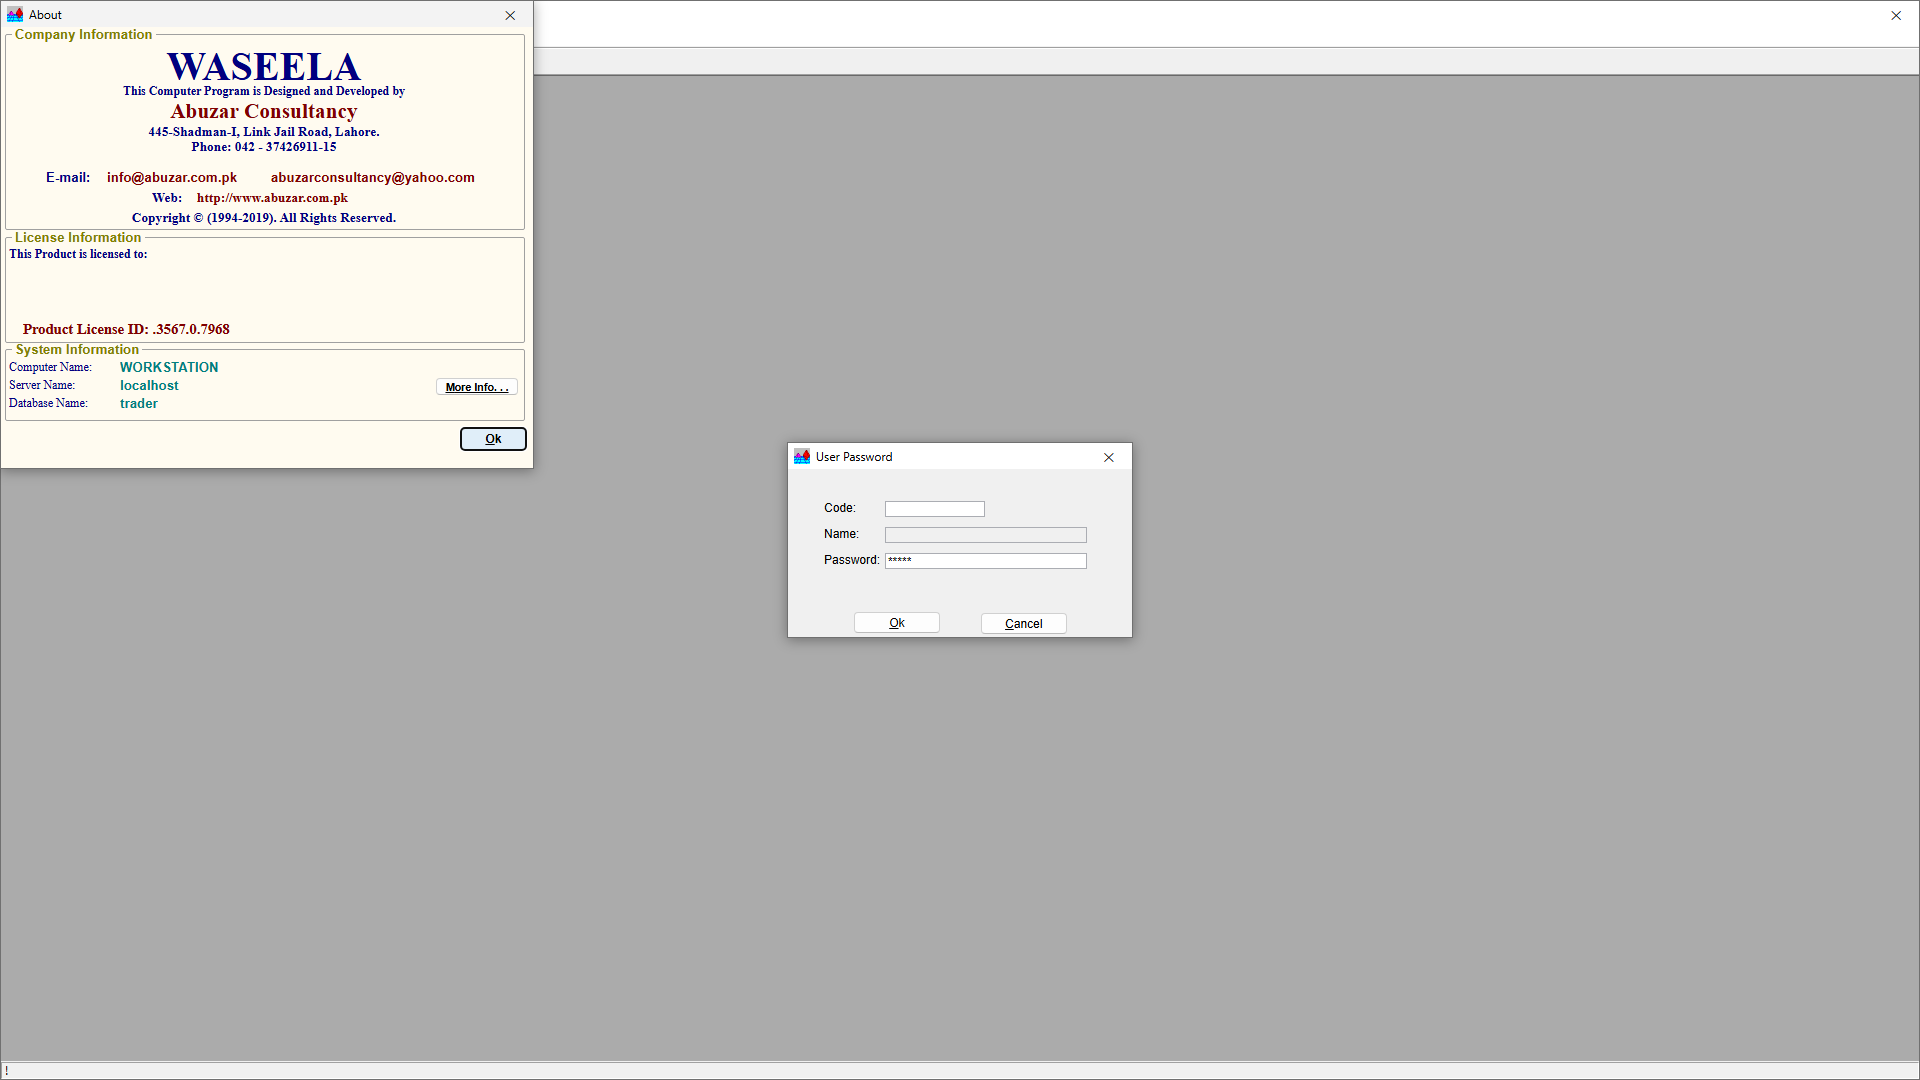 About
Company Information
WASEELA
This Computer Program is Designed and Developed by
Abuzar Consultancy
445-Shadman-I, Link Jail Road, Lahore.
Phone: 042 - 37426911-15
E-mail: info@abuzar.com.pk abuzarconsultancy@yahoo.com
Web: http://www.abuzar.com.pk
Copyright © (1994-2019). All Rights Reserved.
License Information
This Product is licensed to:
Product License ID: .3567.0.7968
System Information
Computer Name: WORKSTATION
Server Name: localhost
More Info. . .
Database Name: trader
Ok
User Password
Code:
Name:
Password: *****
Ok Cancel
!